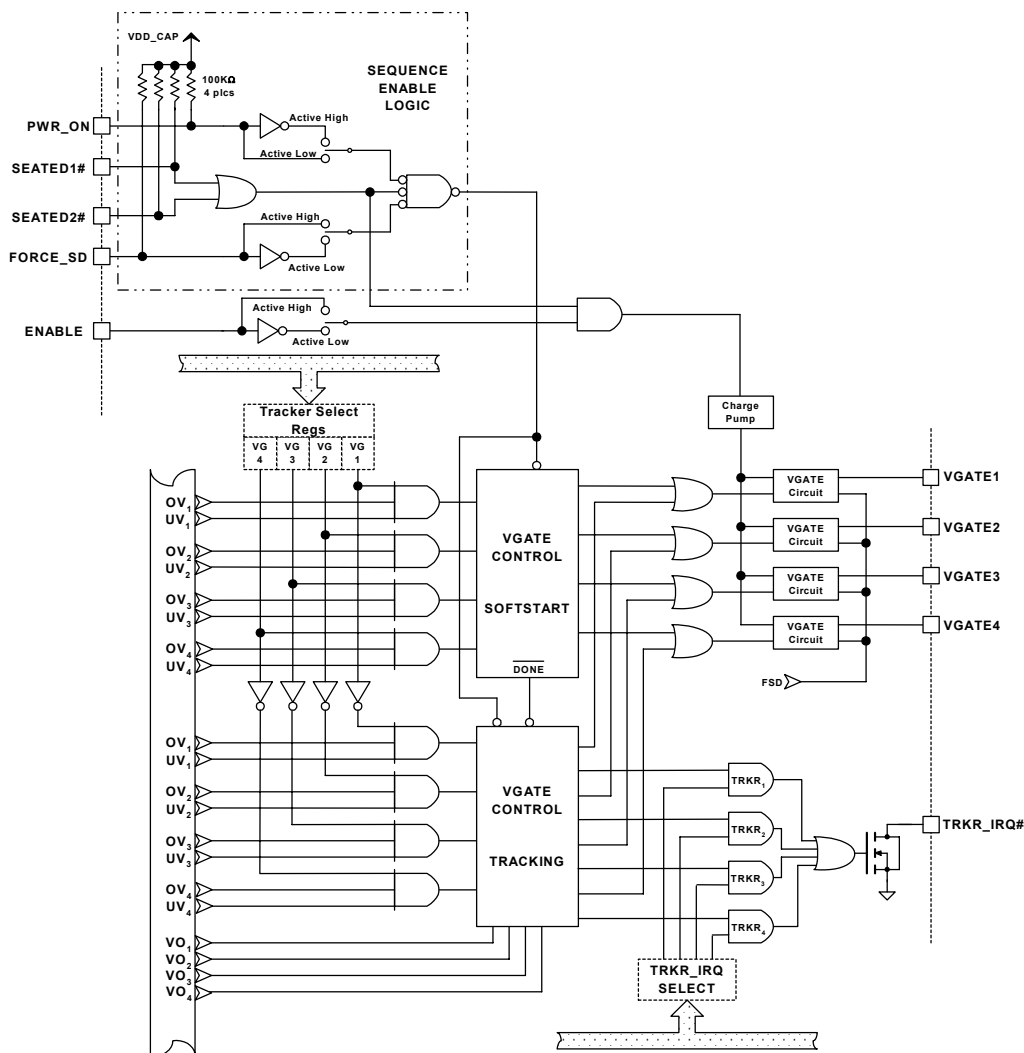 VDD_CAP
100KΩ
4 plcs
SEQUENCE
ENABLE
LOGIC
PWR_ON
Active High
Active Low
SEATED1#
SEATED2#
Active High
FORCE_SD
Active Low
Active High
ENABLE
Active Low
Tracker Select
Regs
VG 4
VG 3
VG 2
VG 1
Charge
Pump
OV1
UV1
OV2
UV2
OV3
UV3
OV4
UV4
VGATE
CONTROL
SOFTSTART
DONE
VGATE
Circuit
VGATE1
VGATE
Circuit
VGATE2
VGATE
Circuit
VGATE3
VGATE
Circuit
VGATE4
FSD
OV1
UV1
OV2
UV2
OV3
UV3
OV4
UV4
VO1
VO2
VO3
VO4
VGATE
CONTROL
TRACKING
TRKR1
TRKR2
TRKR3
TRKR4
TRKR_IRQ#
TRKR_IRQ
SELECT